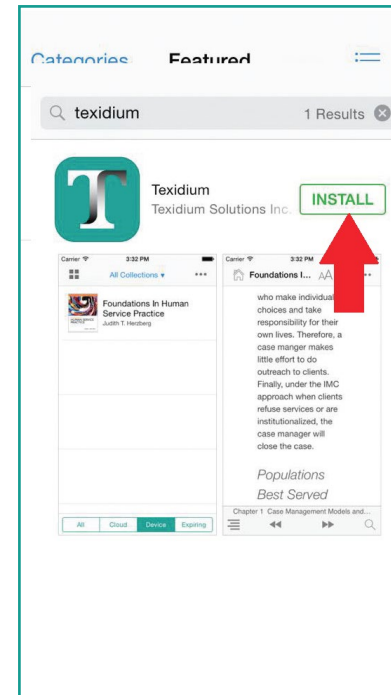 Categories Featured
texidium 1 Results
T
Texidium
Texidium Solutions Inc.
INSTALL
Carrier 3:32 PM
All Collections ▾ •••
Foundations In Human
Service Practice
Judith T. Herzberg
All Cloud Device Expiring
Carrier 3:32 PM
Foundations I... AA
who make individual
choices and take
responsibility for their
own lives. Therefore, a
case manger makes
little effort to do
outreach to clients.
Finally, under the IMC
approach when clients
refuse services or are
institutionalized, the
case manager will
close the case.
Populations
Best Served
Chapter 1 Case Management Models and...